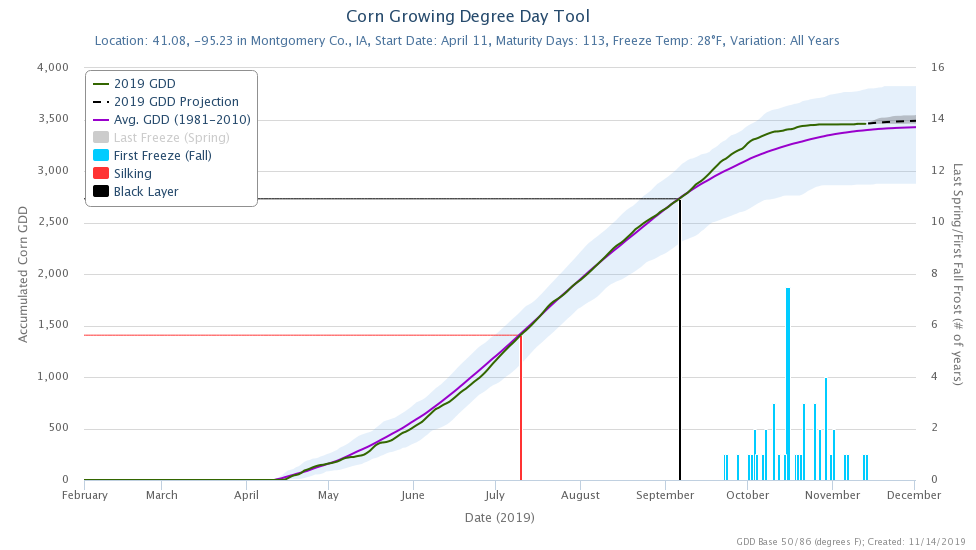 Corn Growing Degree Day Tool
Location: 41.08, -95.23 in Montgomery Co., IA, Start Date: April 11, Maturity Days: 113, Freeze Temp: 28°F, Variation: All Years
4,000
3,500
3,000
2,500
2,000
1,500
1,000
500
0
Accumulated Corn GDD
2019 GDD
2019 GDD Projection
Avg. GDD (1981-2010)
Last Freeze (Spring)
First Freeze (Fall)
Silking
Black Layer
16
14
12
10
8
6
4
2
0
Last Spring/First Fall Frost (# of years)
February March April May June July August September October November December
Date (2019)
GDD Base 50/86 (degrees F); Created: 11/14/2019